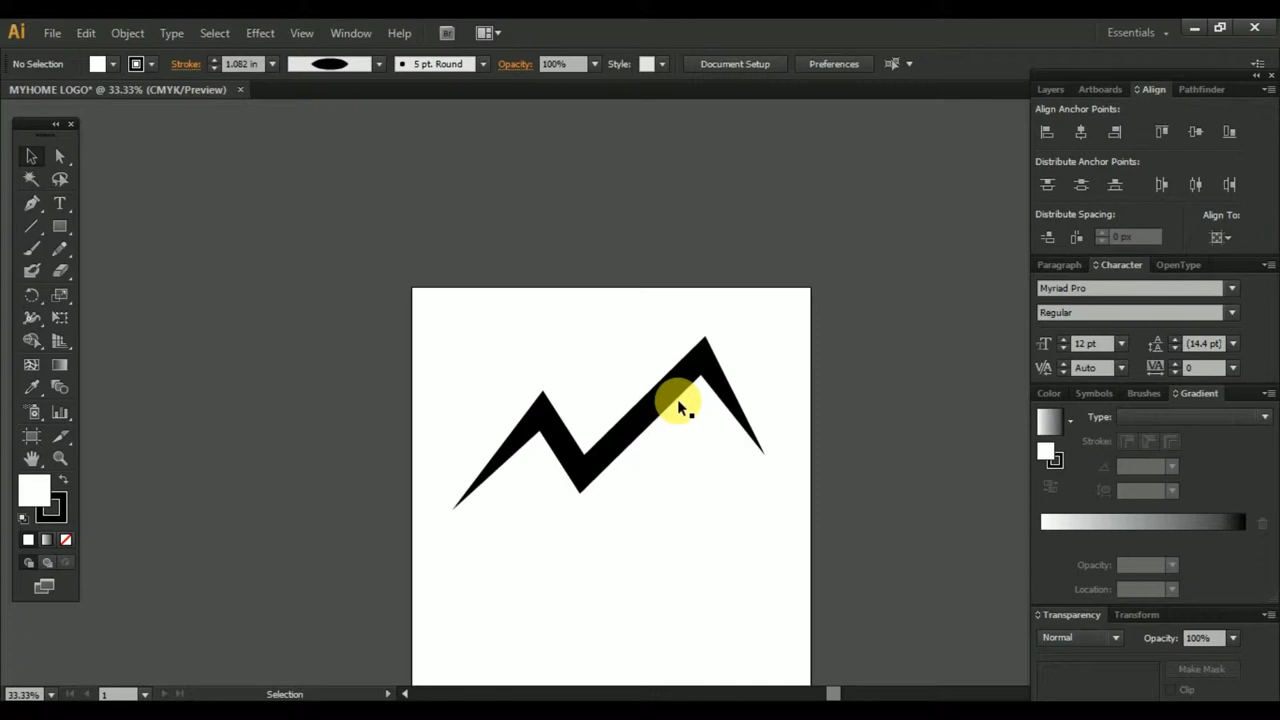 Ai File Edit Object Type Select Effect View Window Help Br Essentials
No Selection Stroke: 1.082 in 5 pt. Round Opacity: 100% Style: Document Setup Preferences
MYHOME LOGO* @ 33.33% (CMYK/Preview) ×
Layers Artboards Align Pathfinder
Align Anchor Points:
Distribute Anchor Points:
Distribute Spacing: Align To:
0 px
Paragraph Character OpenType
Myriad Pro
Regular
12 pt (14.4 pt)
Auto 0
Color Symbols Brushes Gradient
Type:
Stroke:
Opacity:
Location:
Transparency Transform
Normal Opacity: 100%
Make Mask
Clip
33.33% 1 Selection